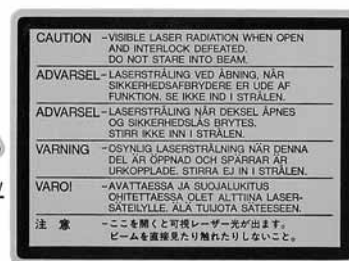 CAUTION -VISIBLE LASER RADIATION WHEN OPEN
AND INTERLOCK DEFEATED.
DO NOT STARE INTO BEAM.
ADVARSEL-LASERSTRÅLING VED ÅBNING, NÅR
SIKKERHEDSAFBRYDERE ER UDE AF
FUNKTION. SE IKKE IND I STRÅLEN.
ADVARSEL-LASERSTRÅLING NÅR DEKSEL ÅPNES
OG SIKKERHEDSLÅS BRYTES.
STIRR IKKE INN I STRÅLEN.
VARNING -OSYNLIG LASERSTRÅLNING NÄR DENNA
DEL ÄR ÖPPNAD OCH SPÄRRAR ÄR
URKOPPLADE. STIRRA EJ IN I STRÅLEN.
VARO! -AVATTAESSA JA SUOJALUKITUS
OHITETTAESSA OLET ALTTIINA LASER-
SÄTEILYLLE. ÄLÄ TUIJOTA SÄTEESEEN.
注 意 -ここを開くと可視レーザー光が出ます。
ビームを直接見たり触れたりしないこと。